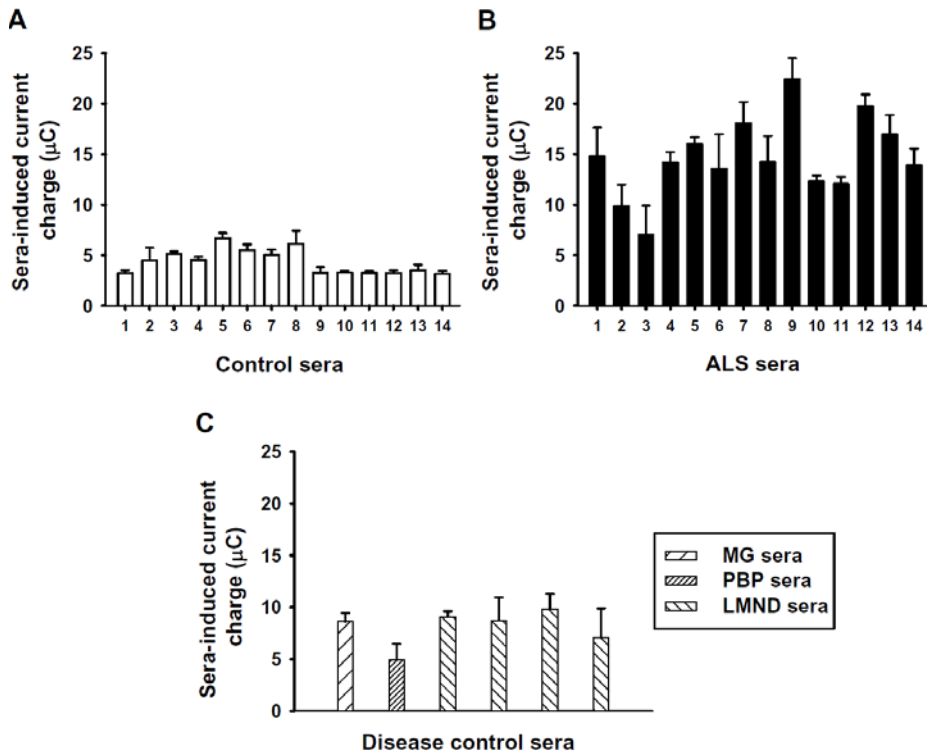 A
25
20
15
10
5
0
Sera-induced current
charge (μC)
1 2 3 4 5 6 7 8 9 10 11 12 13 14
Control sera
B
25
20
15
10
5
0
Sera-induced current
charge (μC)
1 2 3 4 5 6 7 8 9 10 11 12 13 14
ALS sera
C
25
20
15
10
5
0
Sera-induced current
charge (μC)
Disease control sera
MG sera
PBP sera
LMND sera